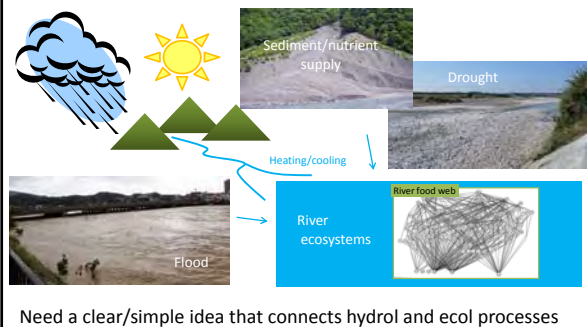 Sediment/nutrient
supply
Drought
Heating/cooling
River food web
River
ecosystems
Flood
Need a clear/simple idea that connects hydrol and ecol processes